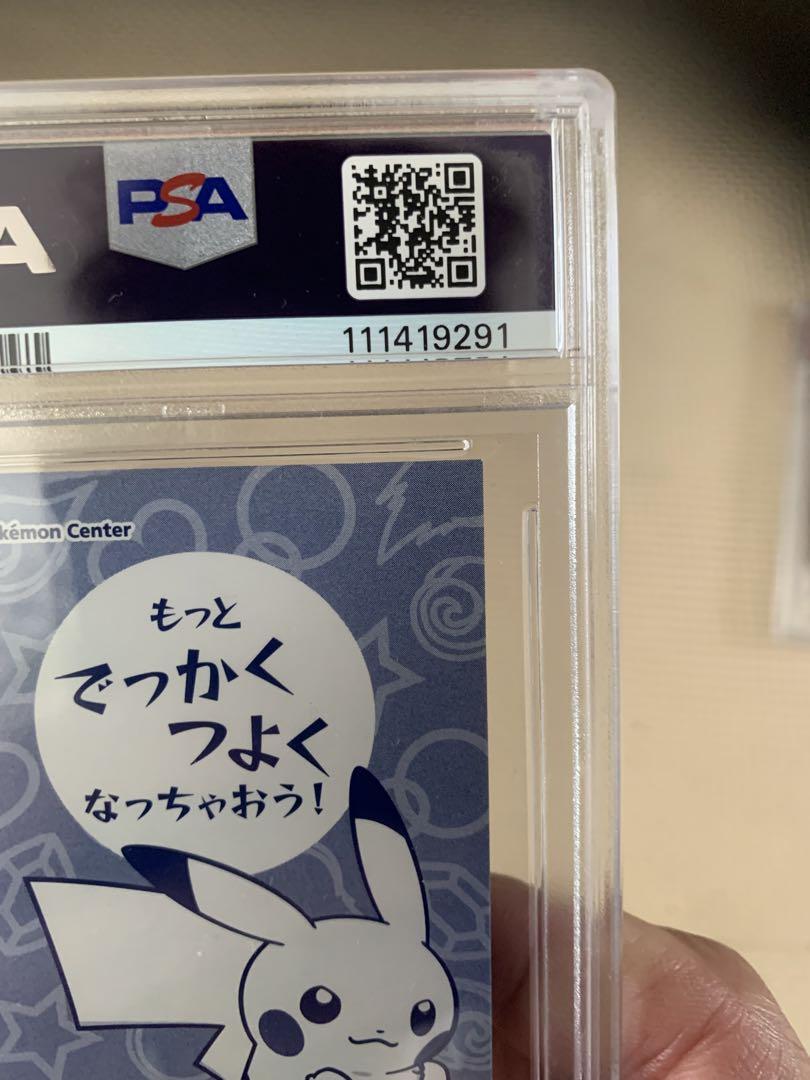 A
PSA
111419291
kémon Center
もっと
でっかく
つよく
なっちゃおう!